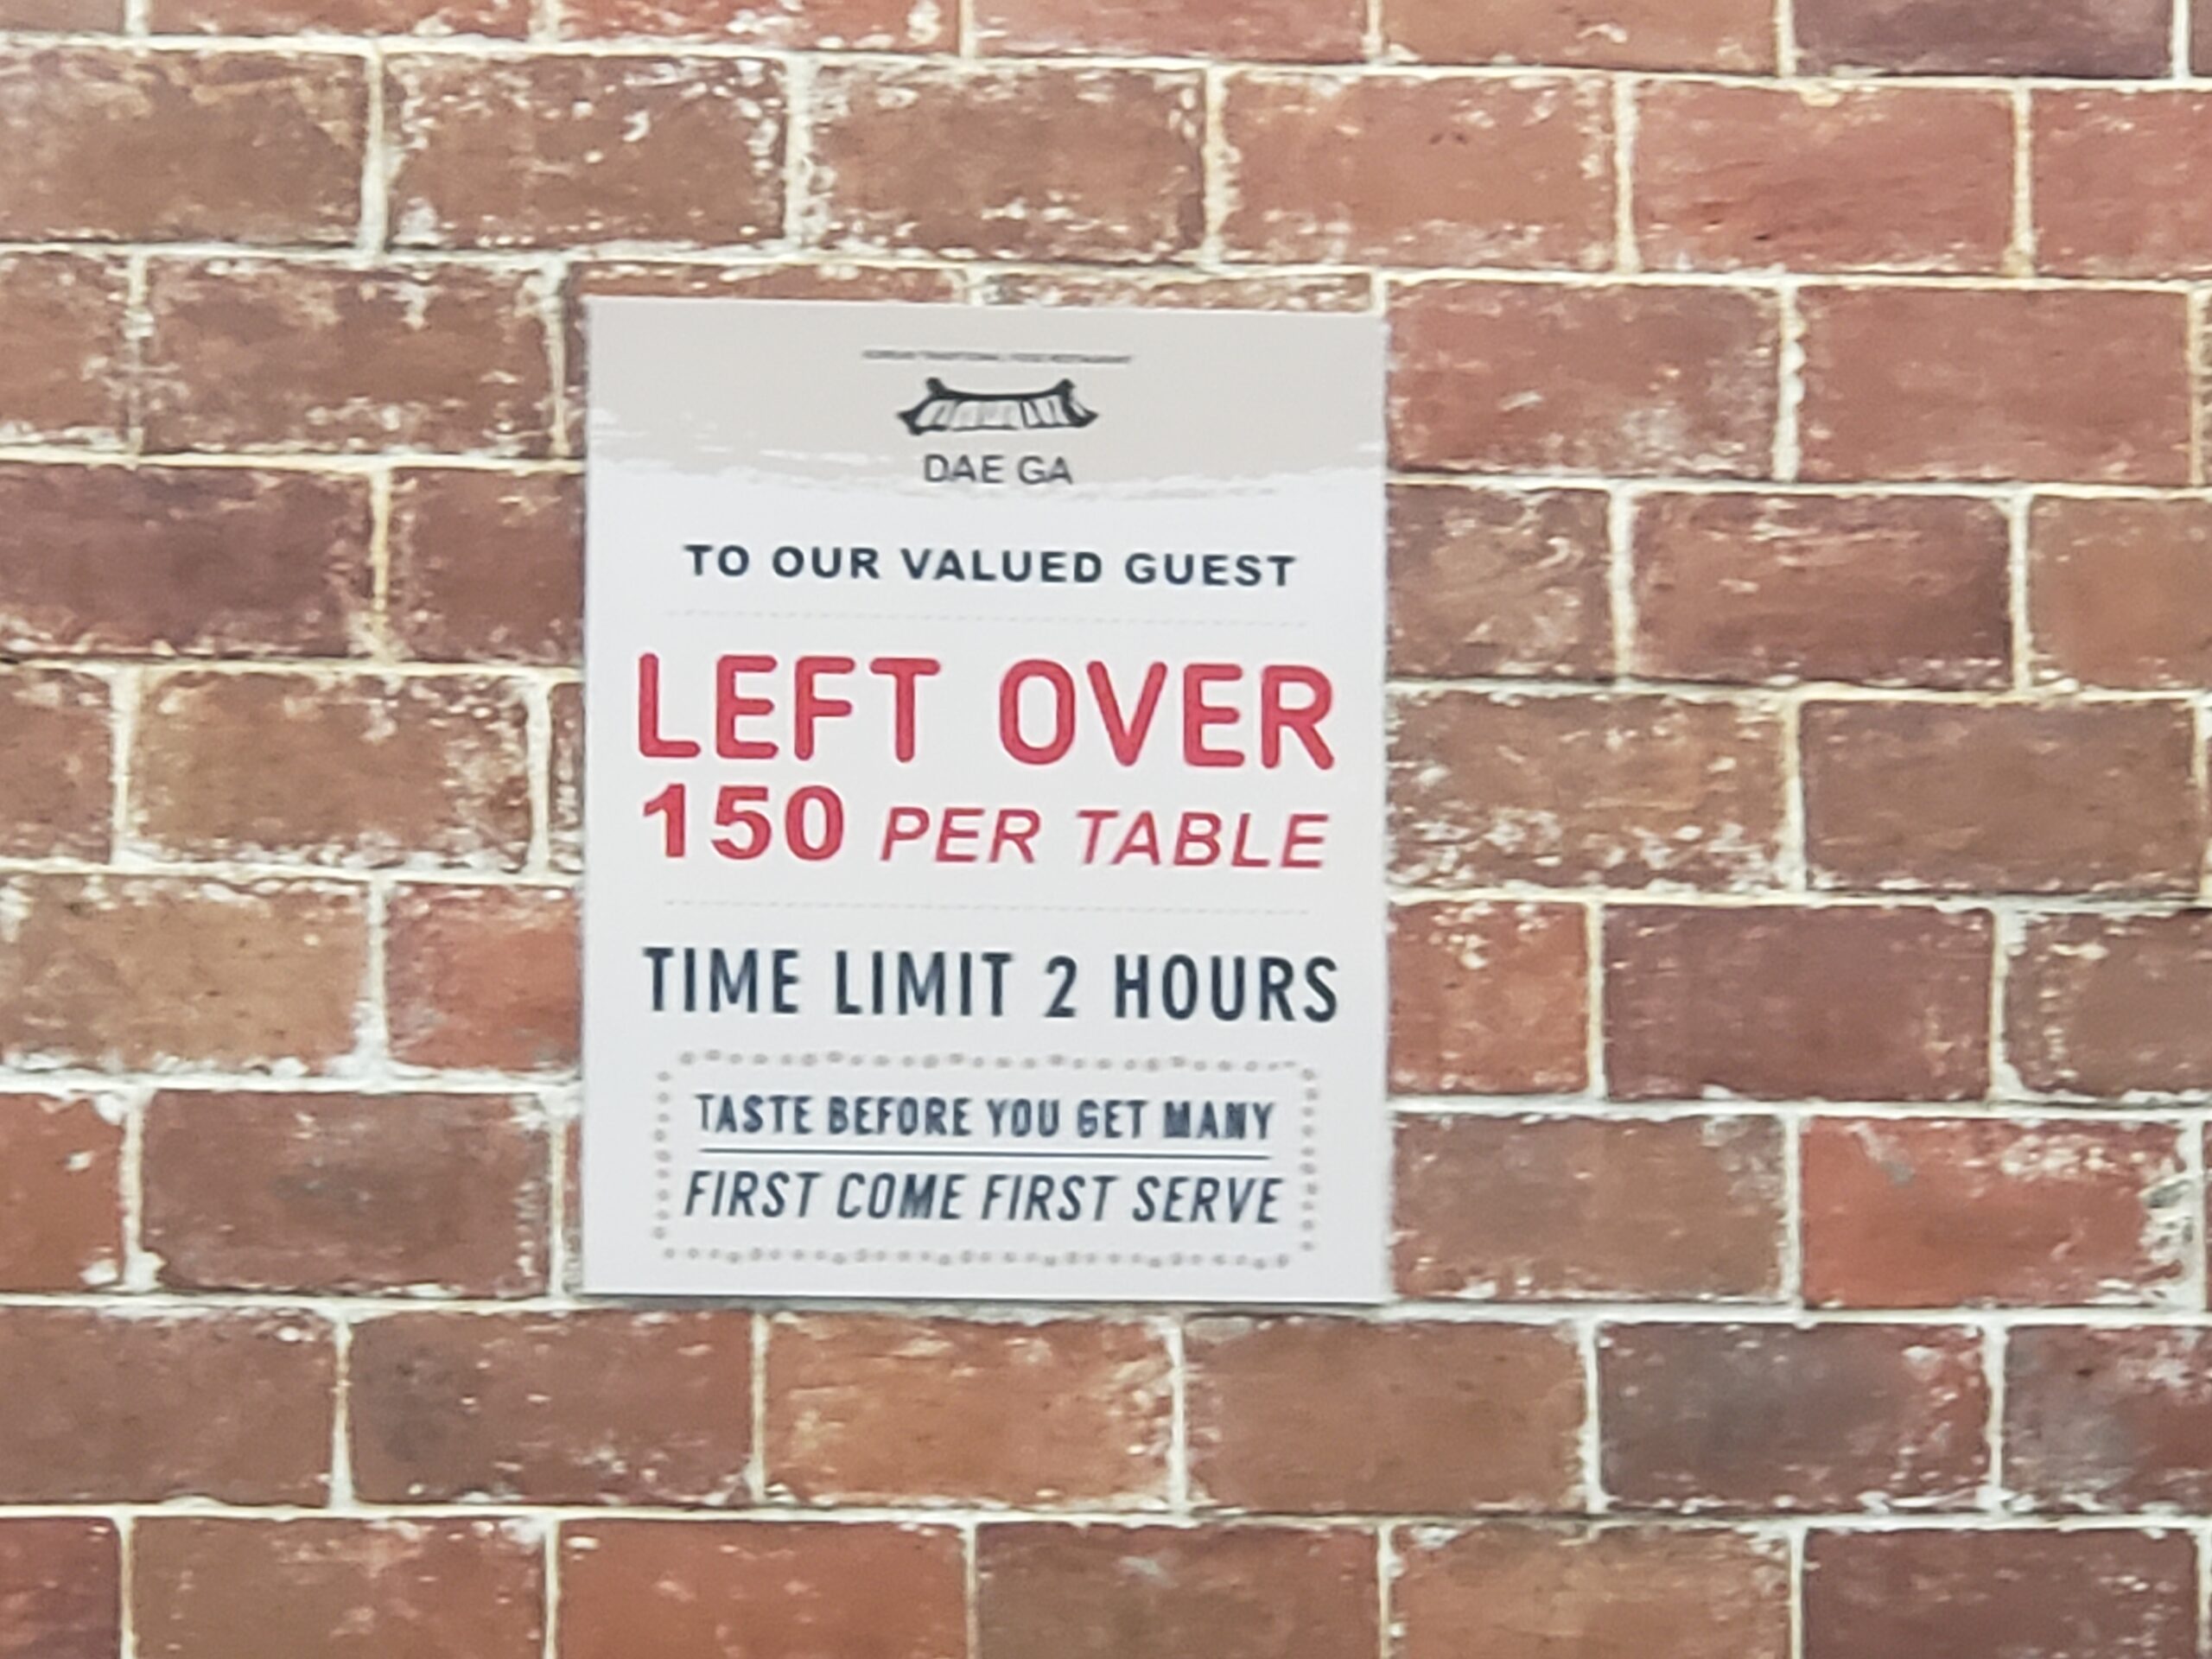 DAE GA
TO OUR VALUED GUEST
LEFT OVER
150 PER TABLE
TIME LIMIT 2 HOURS
TASTE BEFORE YOU GET MANY
FIRST COME FIRST SERVE